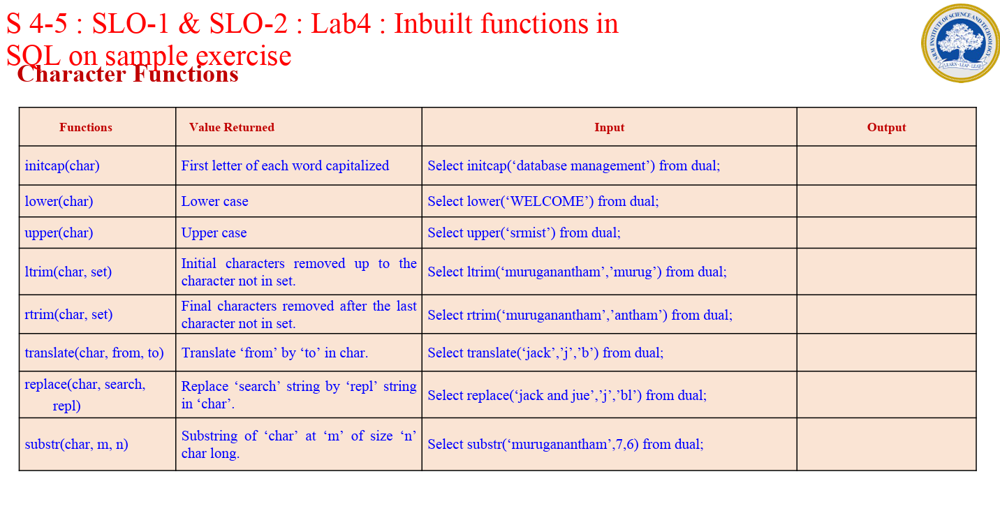 S 4-5 : SLO-1 & SLO-2 : Lab4 : Inbuilt functions in
SQL on sample exercise
SRM INSTITUTE OF SCIENCE AND TECHNOLOGY
LEARN - LEAP - LEAD
Character Functions
Functions
Value Returned
Input
Output
initcap(char)
First letter of each word capitalized
Select initcap(‘database management’) from dual;
lower(char)
Lower case
Select lower(‘WELCOME’) from dual;
upper(char)
Upper case
Select upper(‘srmist’) from dual;
ltrim(char, set)
Initial characters removed up to the
character not in set.
Select ltrim(‘muruganantham’,’murug’) from dual;
rtrim(char, set)
Final characters removed after the last
character not in set.
Select rtrim(‘muruganantham’,’antham’) from dual;
translate(char, from, to)
Translate ‘from’ by ‘to’ in char.
Select translate(‘jack’,’j’,’b’) from dual;
replace(char, search,
repl)
Replace ‘search’ string by ‘repl’ string
in ‘char’.
Select replace(‘jack and jue’,’j’,’bl’) from dual;
substr(char, m, n)
Substring of ‘char’ at ‘m’ of size ‘n’
char long.
Select substr(‘muruganantham’,7,6) from dual;